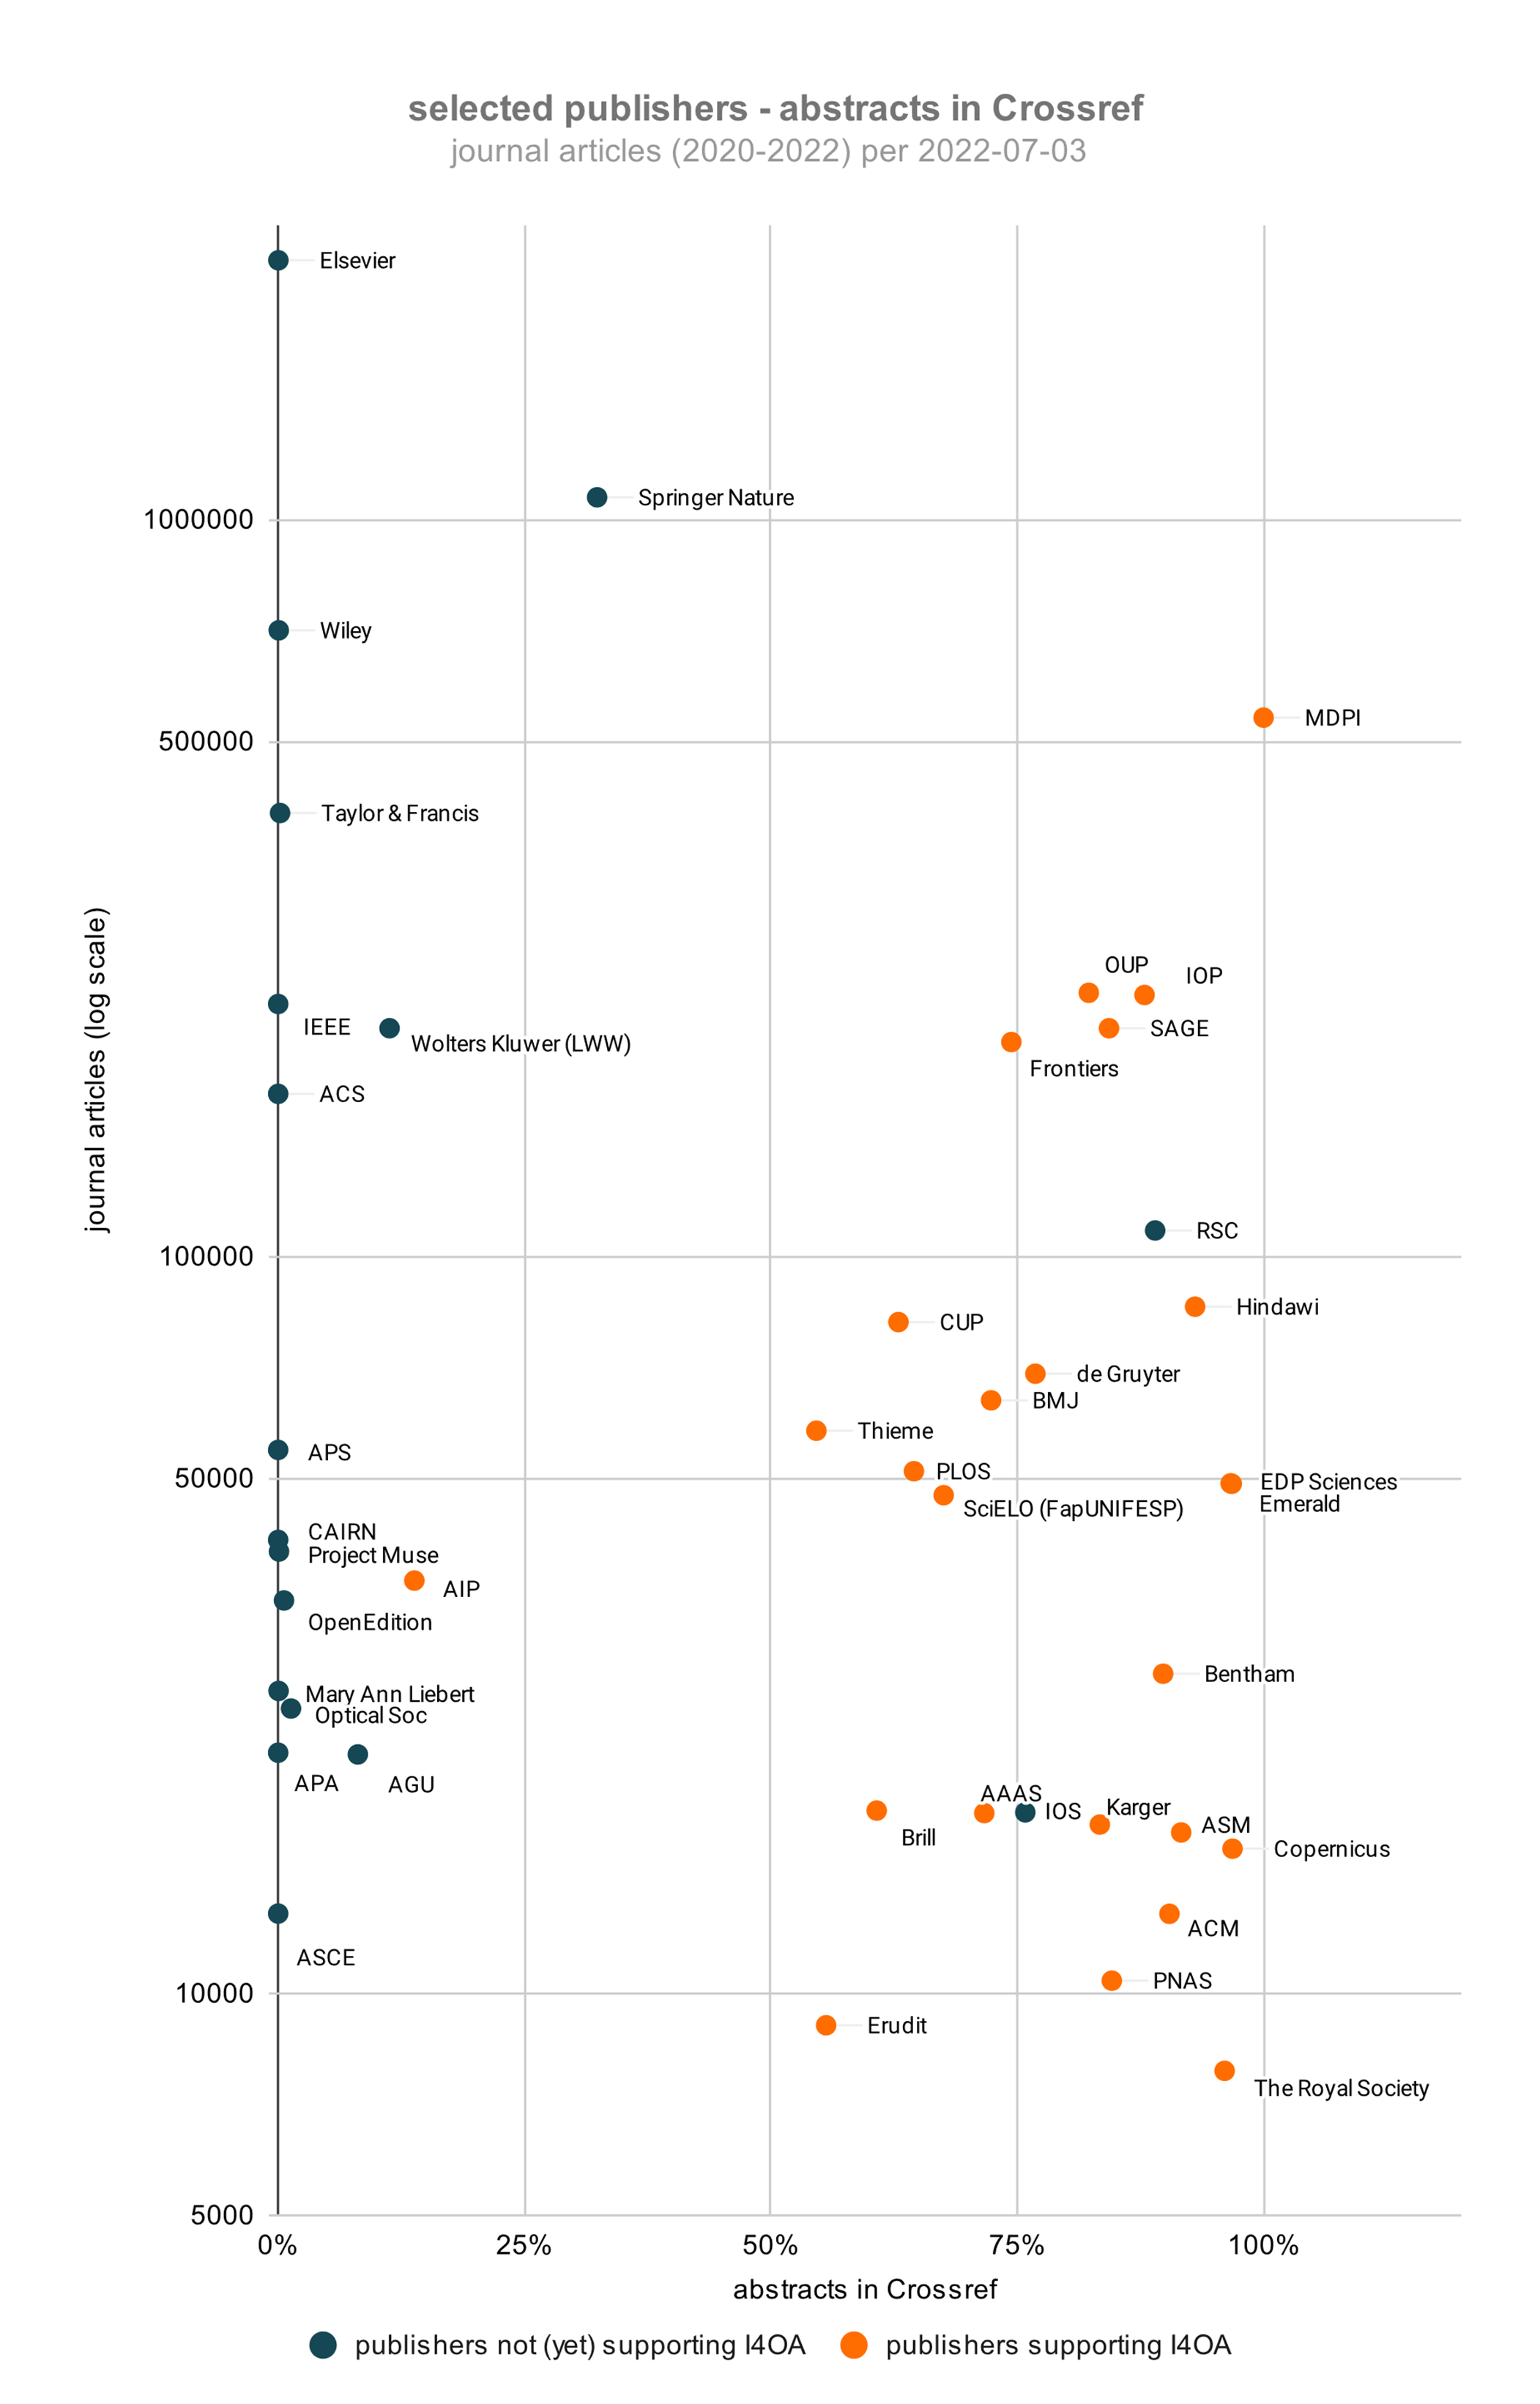 selected publishers - abstracts in Crossref
journal articles (2020-2022) per 2022-07-03
Elsevier
Springer Nature
1000000
Wiley
MDPI
500000
Taylor & Francis
journal articles (log scale)
OUP
IOP
IEEE
SAGE
Wolters Kluwer (LWW)
Frontiers
ACS
RSC
100000
Hindawi
CUP
de Gruyter
BMJ
Thieme
APS
PLOS
50000
EDP Sciences
Emerald
SciELO (FapUNIFESP)
CAIRN
Project Muse
AIP
OpenEdition
Bentham
Mary Ann Liebert
Optical Soc
APA
AGU
AAAS
IOS
Karger
ASM
Brill
Copernicus
ACM
ASCE
PNAS
10000
Erudit
The Royal Society
5000
0% 25% 50% 75% 100%
abstracts in Crossref
publishers not (yet) supporting I4OA publishers supporting I4OA